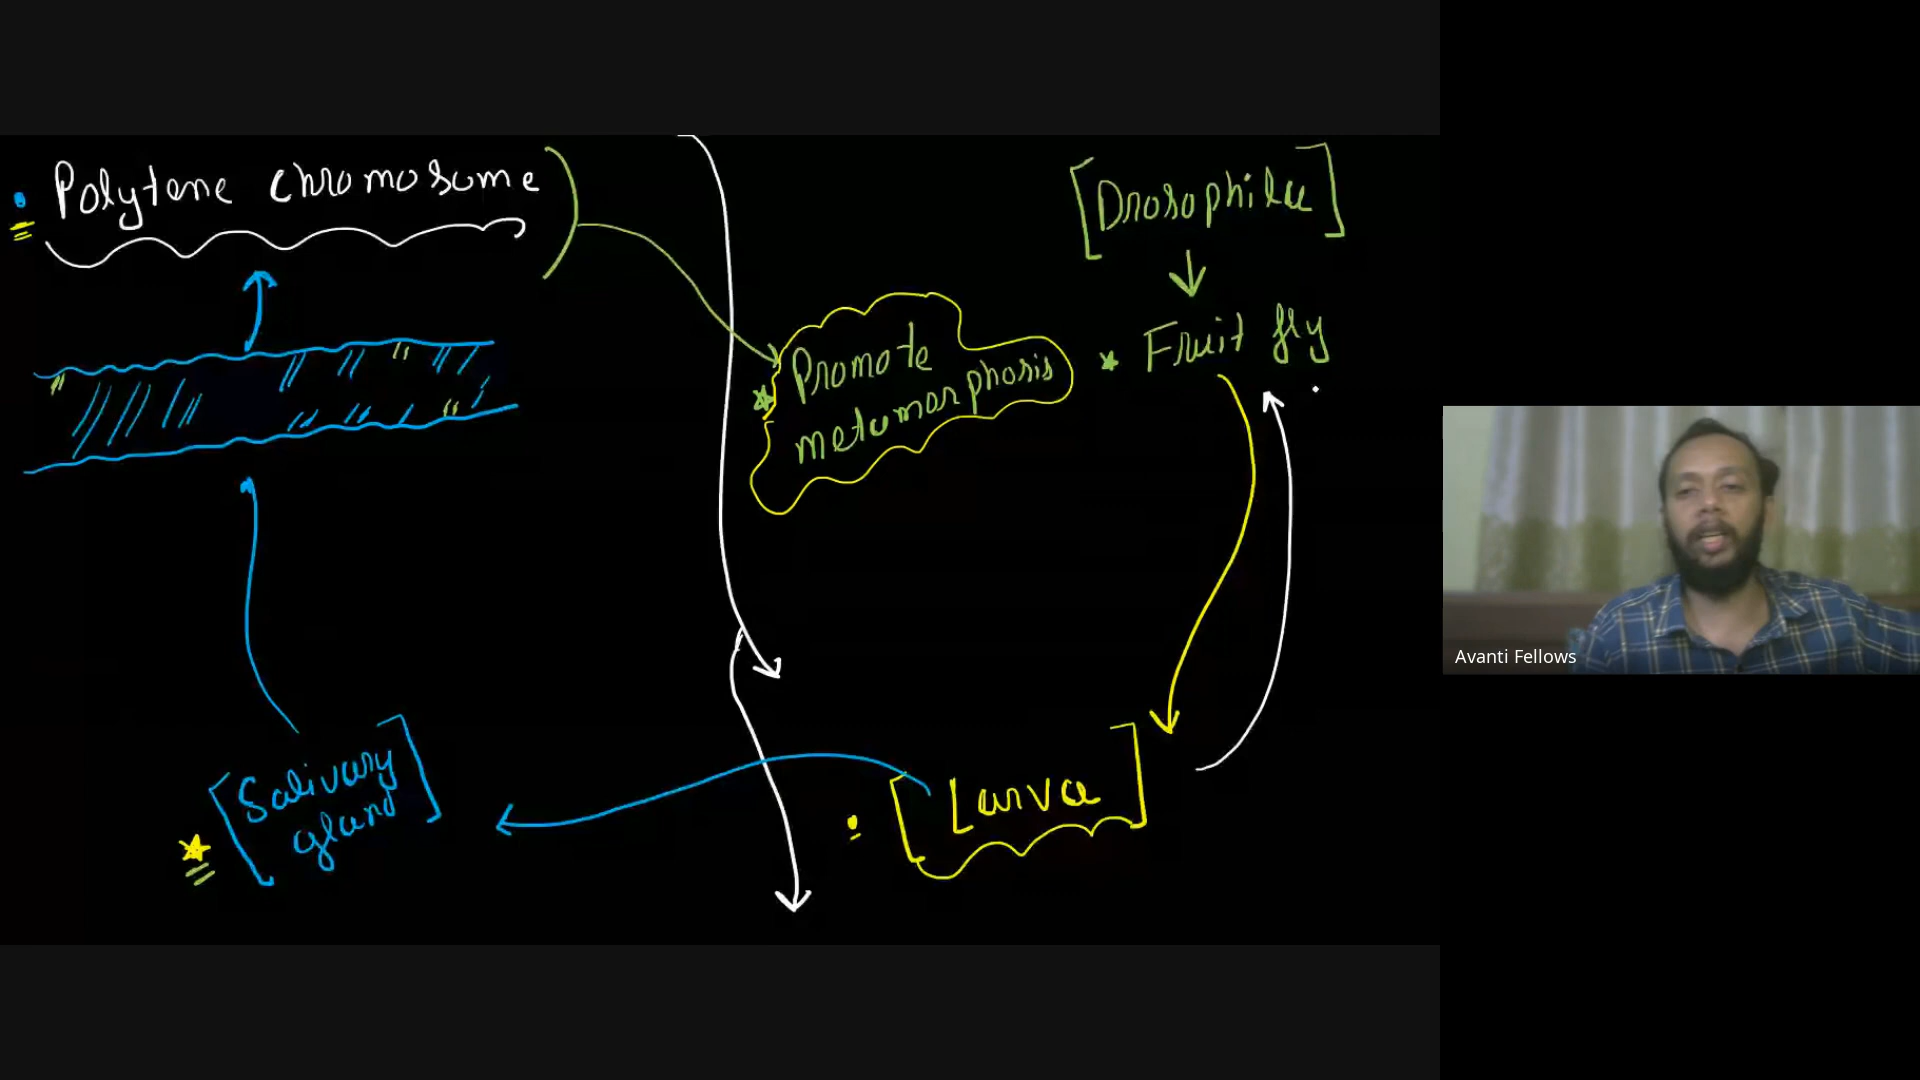 Polytene chromosome
[Drosophila]
Fruit fly
Promote
metamorphosis
Avanti Fellows
[Salivary
gland]
[Larva]